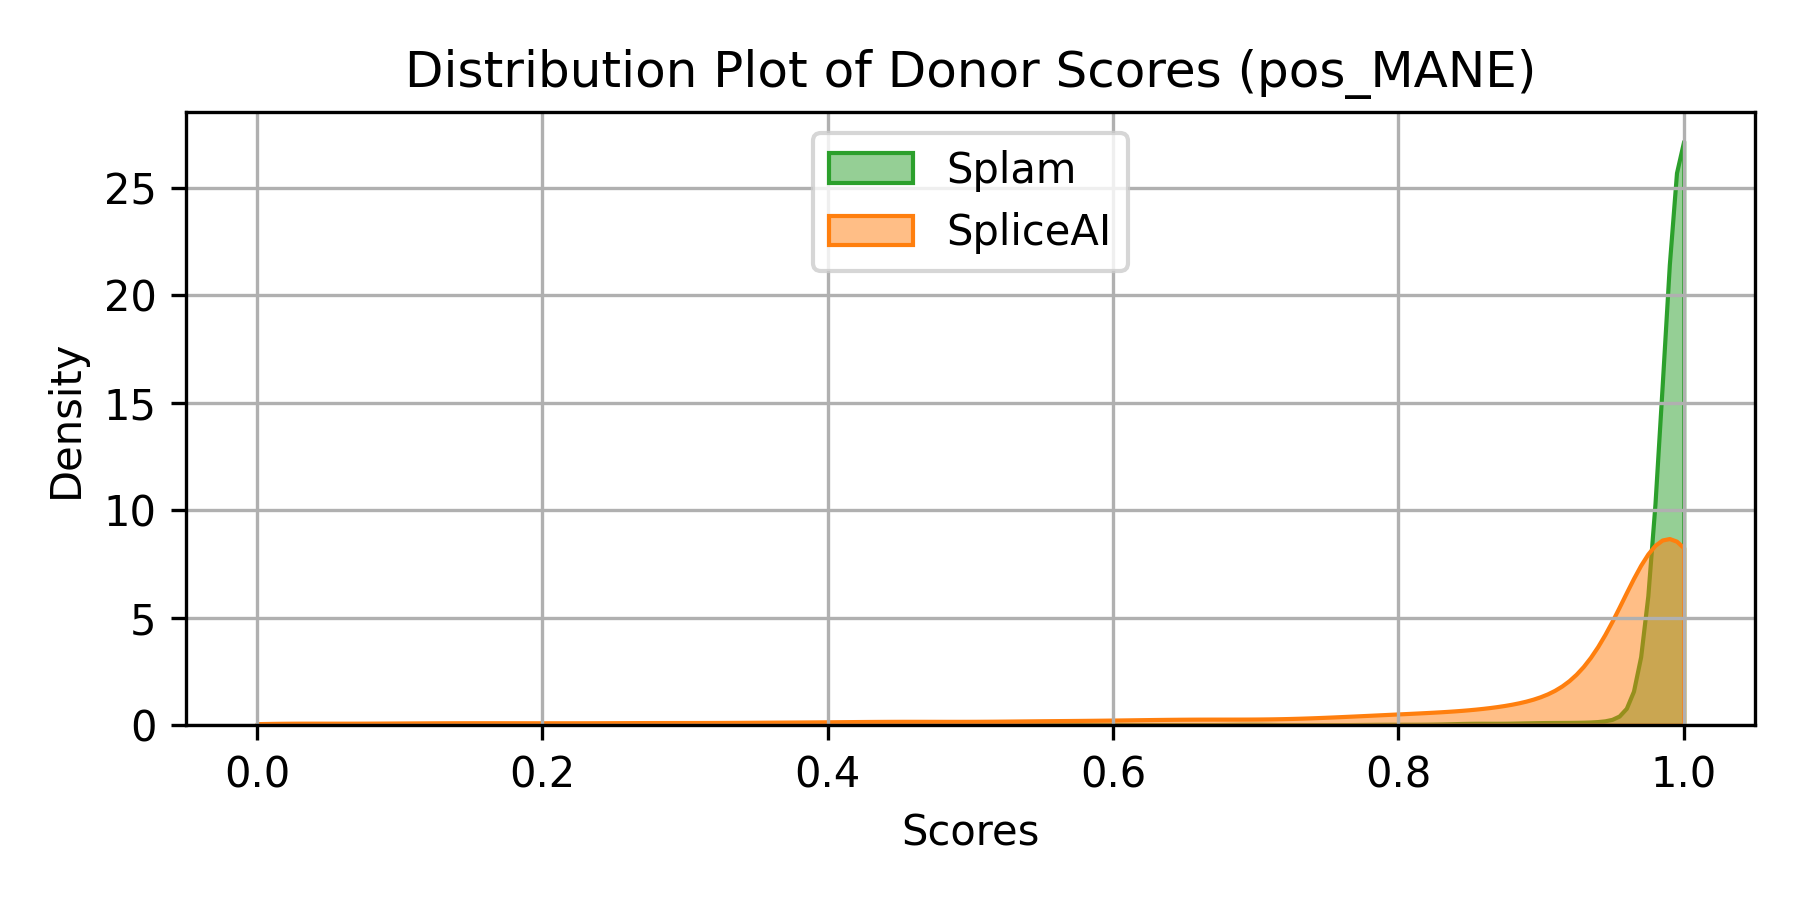 Distribution Plot of Donor Scores (pos_MANE)
Splam
SpliceAI
Density
25
20
15
10
5
0
0.0 0.2 0.4 0.6 0.8 1.0
Scores